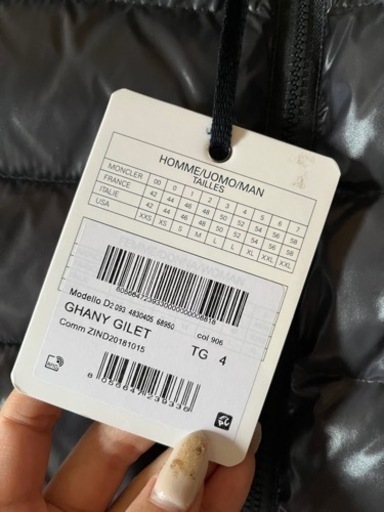 HOMME/UOMO/MAN
TAILLES
MONCLER 00 0 1 2 3 4 5 6 7
FRANCE 42 44 46 48 50 52 54 56 58
ITALIE 42 44 46 48 50 52 54 56 58
USA XXS XS S M L L XL XXL XXL
Modello D2 093 4830405 68950 col 906
GHANY GILET TG 4
Comm ZIND20181015